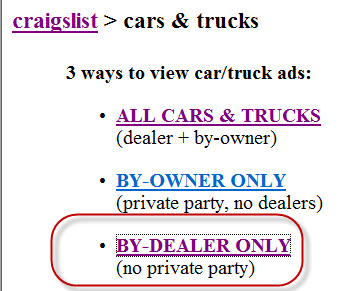 craigslist > cars & trucks
3 ways to view car/truck ads:
• ALL CARS & TRUCKS
(dealer + by-owner)
• BY-OWNER ONLY
(private party, no dealers)
• BY-DEALER ONLY
(no private party)